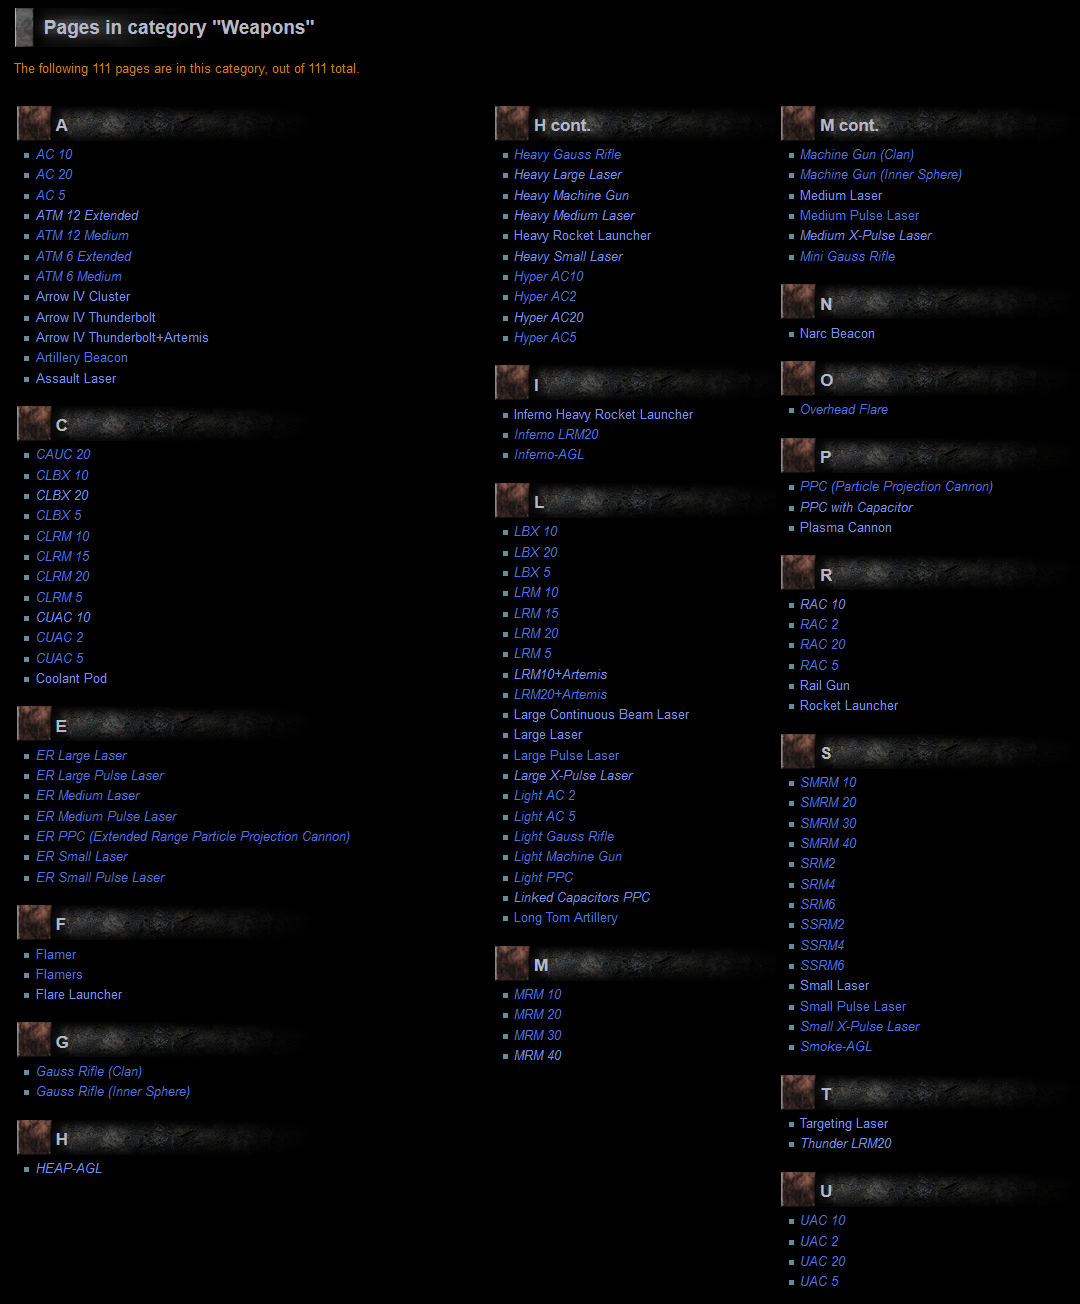 Pages in category "Weapons"
The following 111 pages are in this category, out of 111 total.
A
AC 10
AC 20
AC 5
ATM 12 Extended
ATM 12 Medium
ATM 6 Extended
ATM 6 Medium
Arrow IV Cluster
Arrow IV Thunderbolt
Arrow IV Thunderbolt+Artemis
Artillery Beacon
Assault Laser
C
CAUC 20
CLBX 10
CLBX 20
CLBX 5
CLRM 10
CLRM 15
CLRM 20
CLRM 5
CUAC 10
CUAC 2
CUAC 5
Coolant Pod
E
ER Large Laser
ER Large Pulse Laser
ER Medium Laser
ER Medium Pulse Laser
ER PPC (Extended Range Particle Projection Cannon)
ER Small Laser
ER Small Pulse Laser
F
Flamer
Flamers
Flare Launcher
G
Gauss Rifle (Clan)
Gauss Rifle (Inner Sphere)
H
HEAP-AGL
H cont.
Heavy Gauss Rifle
Heavy Large Laser
Heavy Machine Gun
Heavy Medium Laser
Heavy Rocket Launcher
Heavy Small Laser
Hyper AC10
Hyper AC2
Hyper AC20
Hyper AC5
I
Inferno Heavy Rocket Launcher
Inferno LRM20
Inferno-AGL
L
LBX 10
LBX 20
LBX 5
LRM 10
LRM 15
LRM 20
LRM 5
LRM10+Artemis
LRM20+Artemis
Large Continuous Beam Laser
Large Laser
Large Pulse Laser
Large X-Pulse Laser
Light AC 2
Light AC 5
Light Gauss Rifle
Light Machine Gun
Light PPC
Linked Capacitors PPC
Long Tom Artillery
M
MRM 10
MRM 20
MRM 30
MRM 40
M cont.
Machine Gun (Clan)
Machine Gun (Inner Sphere)
Medium Laser
Medium Pulse Laser
Medium X-Pulse Laser
Mini Gauss Rifle
N
Narc Beacon
O
Overhead Flare
P
PPC (Particle Projection Cannon)
PPC with Capacitor
Plasma Cannon
R
RAC 10
RAC 2
RAC 20
RAC 5
Rail Gun
Rocket Launcher
S
SMRM 10
SMRM 20
SMRM 30
SMRM 40
SRM2
SRM4
SRM6
SSRM2
SSRM4
SSRM6
Small Laser
Small Pulse Laser
Small X-Pulse Laser
Smoke-AGL
T
Targeting Laser
Thunder LRM20
U
UAC 10
UAC 2
UAC 20
UAC 5